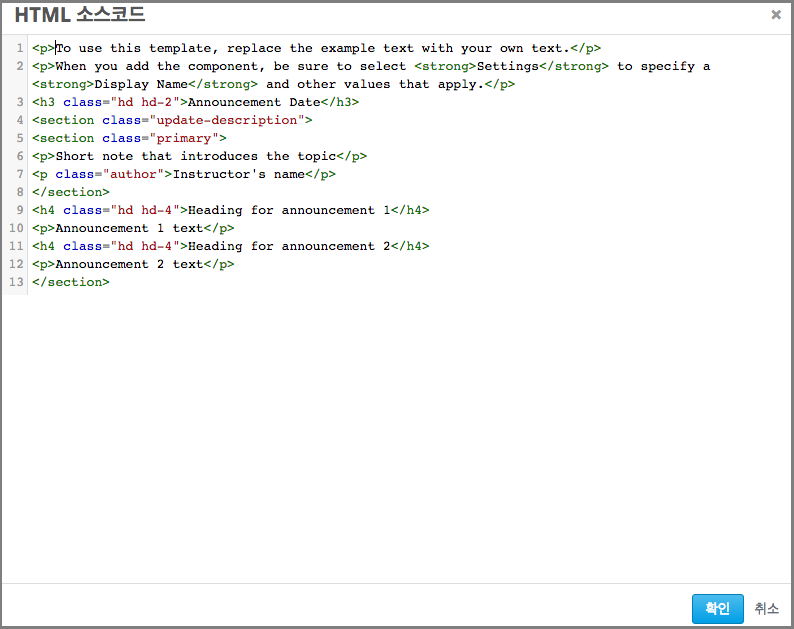 HTML 소스코드
×
1 <p>To use this template, replace the example text with your own text.</p>
2 <p>When you add the component, be sure to select <strong>Settings</strong> to specify a
<strong>Display Name</strong> and other values that apply.</p>
3 <h3 class="hd hd-2">Announcement Date</h3>
4 <section class="update-description">
5 <section class="primary">
6 <p>Short note that introduces the topic</p>
7 <p class="author">Instructor's name</p>
8 </section>
9 <h4 class="hd hd-4">Heading for announcement 1</h4>
10 <p>Announcement 1 text</p>
11 <h4 class="hd hd-4">Heading for announcement 2</h4>
12 <p>Announcement 2 text</p>
13 </section>
확인 취소